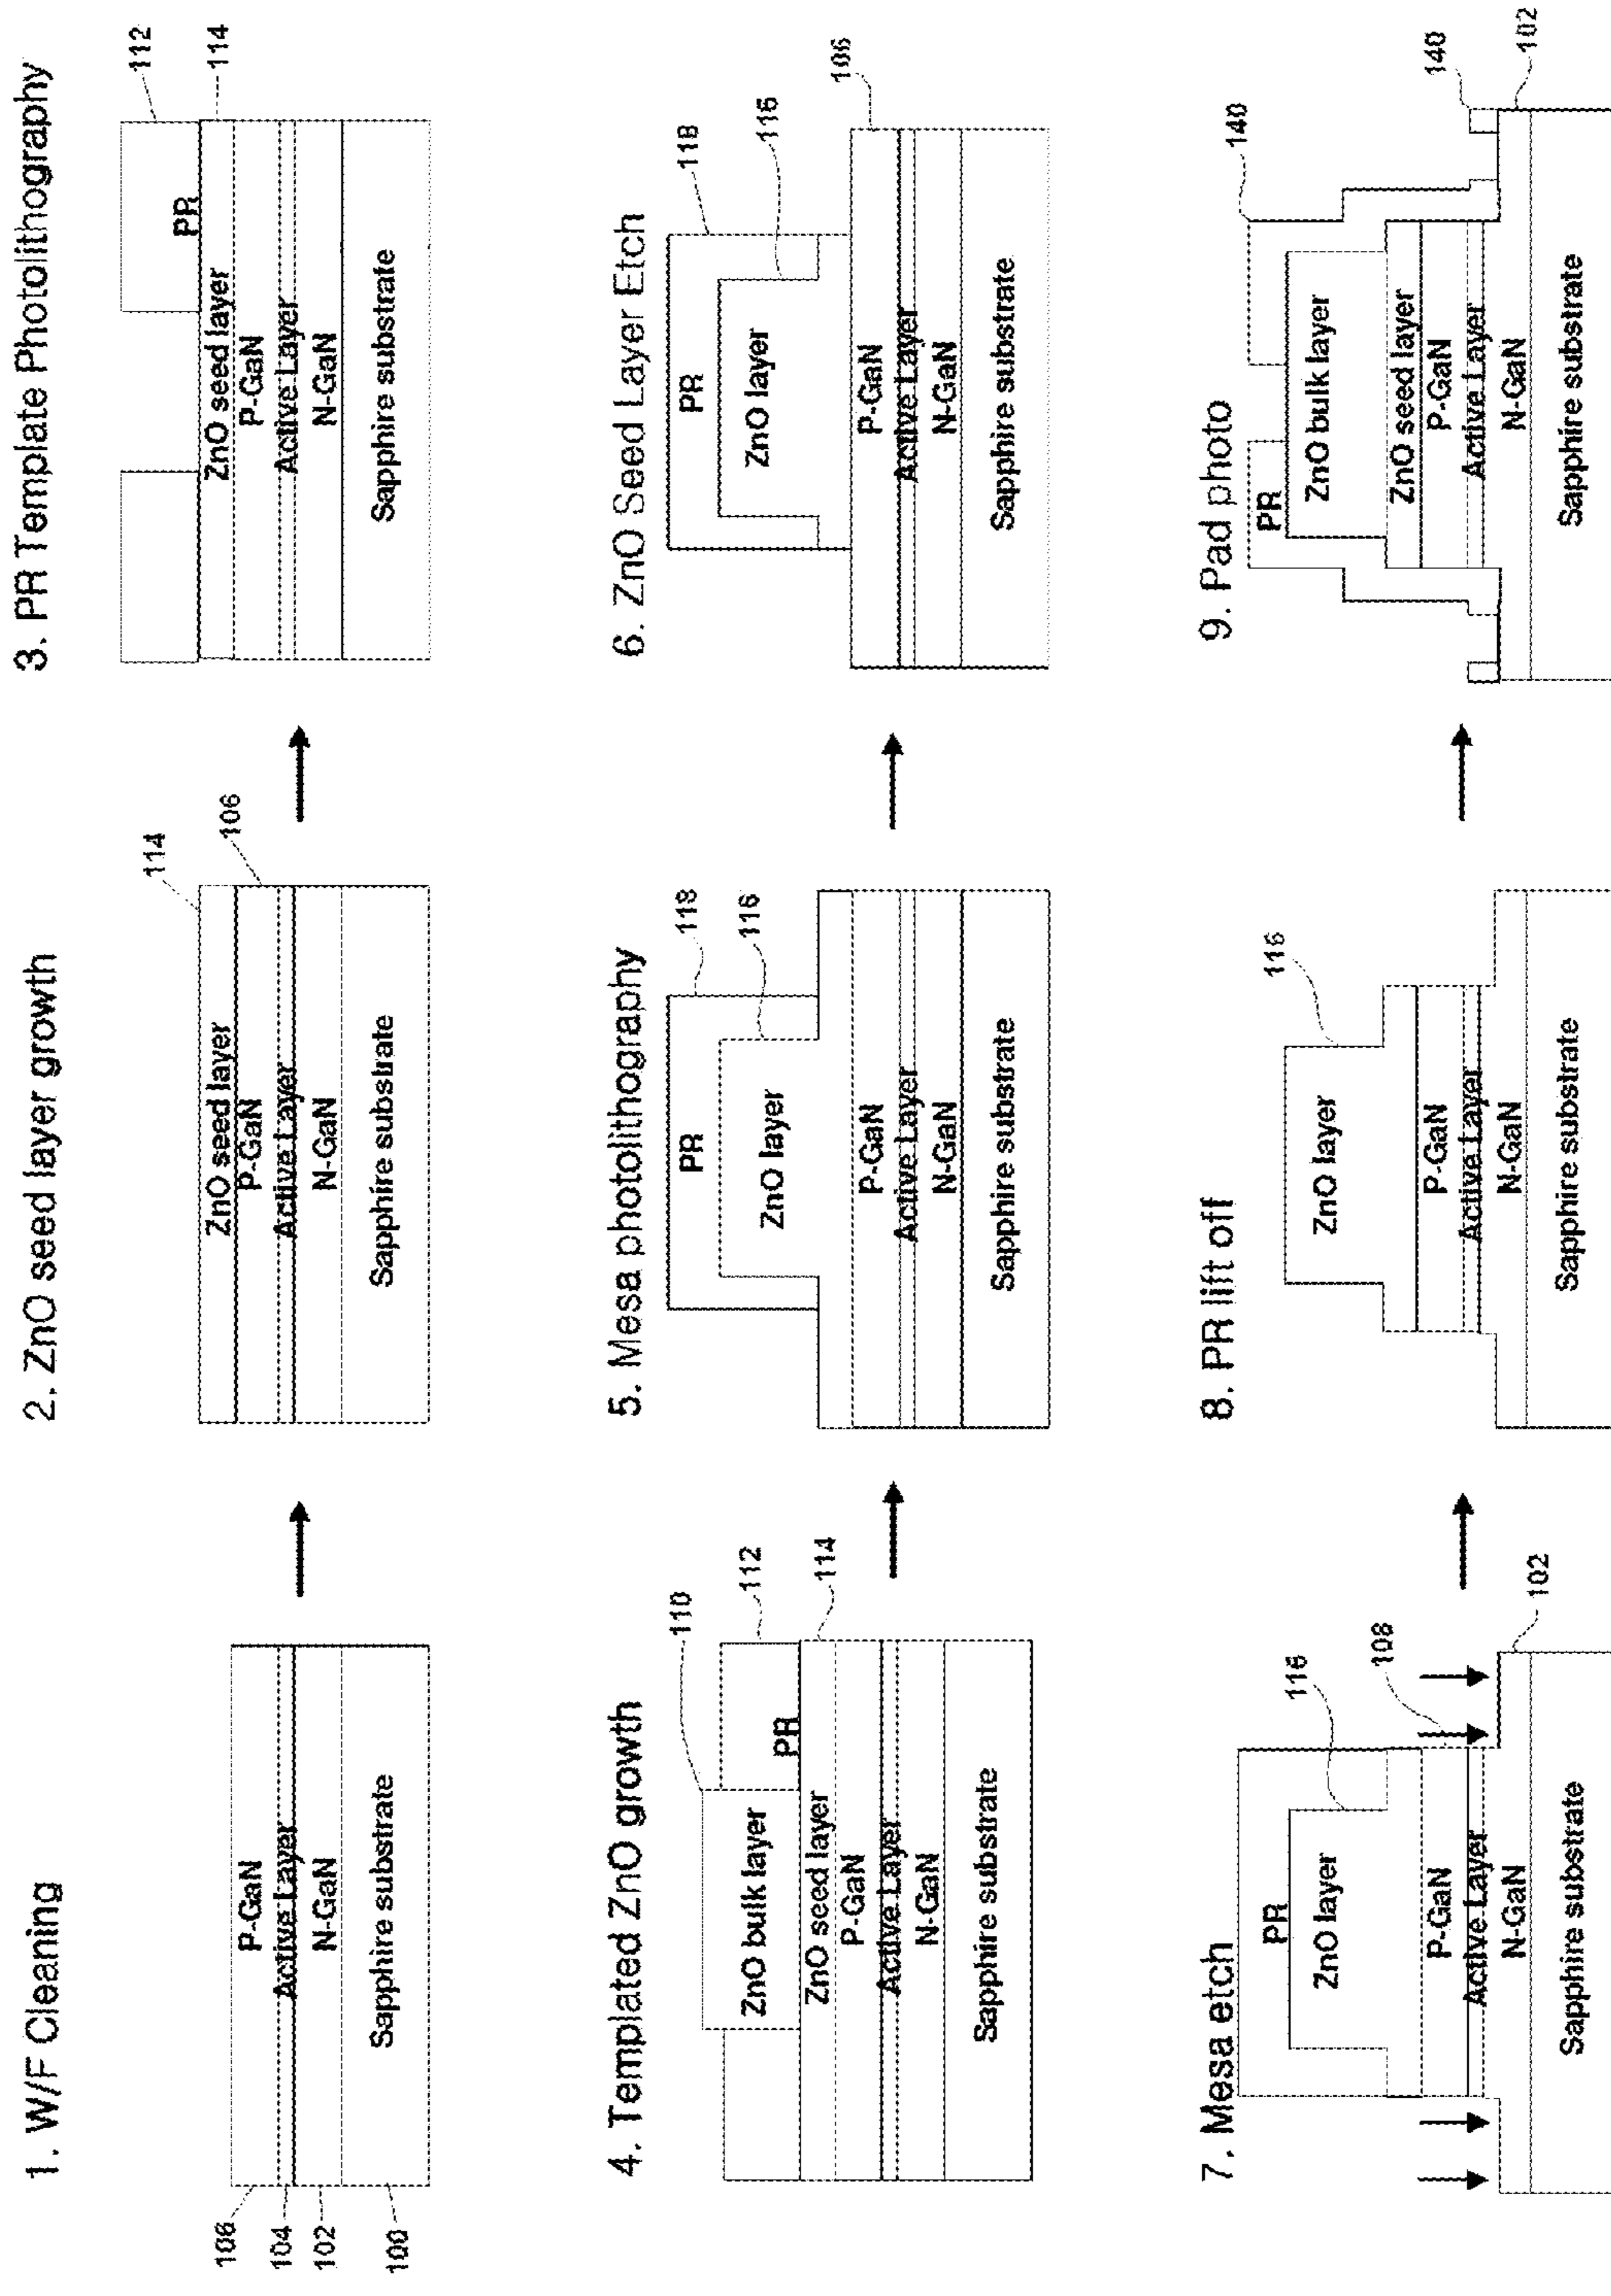 1. W/F Cleaning
P-GaN
Active Layer
N-GaN
Sapphire substrate
106
104
102
100
2. ZnO seed layer growth
114
106
ZnO seed layer
P-GaN
Active Layer
N-GaN
Sapphire substrate
3. PR Template Photolithography
112
114
PR
ZnO seed layer
P-GaN
Active Layer
N-GaN
Sapphire substrate
4. Templated ZnO growth
110
112
114
ZnO bulk layer
PR
ZnO seed layer
P-GaN
Active Layer
N-GaN
Sapphire substrate
5. Mesa photolithography
118
116
PR
ZnO layer
P-GaN
Active Layer
N-GaN
Sapphire substrate
6. ZnO Seed Layer Etch
118
116
106
PR
ZnO layer
P-GaN
Active Layer
N-GaN
Sapphire substrate
7. Mesa etch
116
108
102
PR
ZnO layer
P-GaN
Active Layer
N-GaN
Sapphire substrate
8. PR lift off
116
ZnO layer
P-GaN
Active Layer
N-GaN
Sapphire substrate
9. Pad photo
140
140
102
PR
ZnO bulk layer
ZnO seed layer
P-GaN
Active Layer
N-GaN
Sapphire substrate